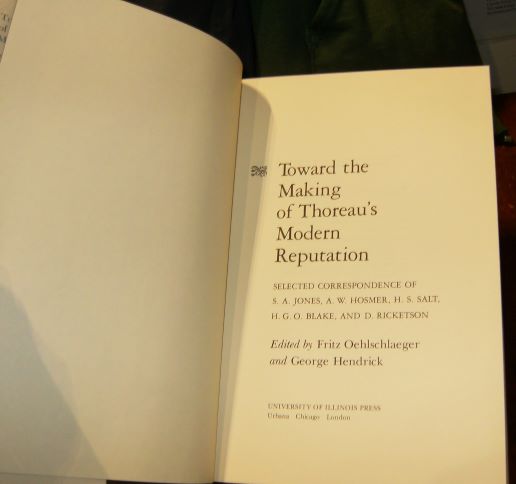 Toward the
Making
of Thoreau's
Modern
Reputation
SELECTED CORRESPONDENCE OF
S. A. JONES, A. W. HOSMER, H. S. SALT,
H. G. O. BLAKE, AND D. RICKETSON
Edited by Fritz Oehlschlaeger
and George Hendrick
UNIVERSITY OF ILLINOIS PRESS
Urbana Chicago London